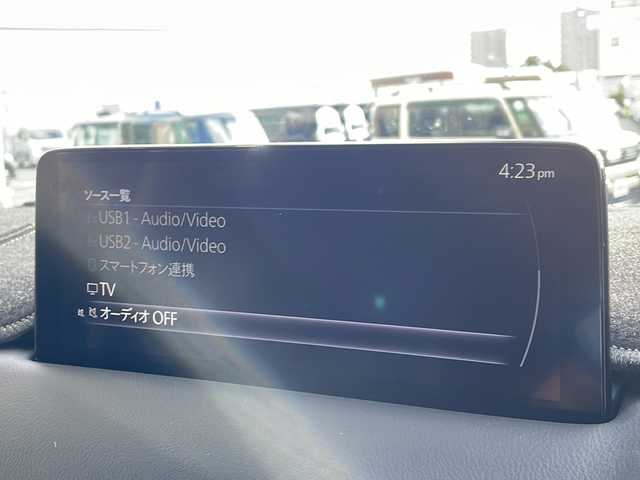 4:23 pm
ソース一覧
USB1 - Audio/Video
USB2 - Audio/Video
スマートフォン連携
TV
オーディオ OFF